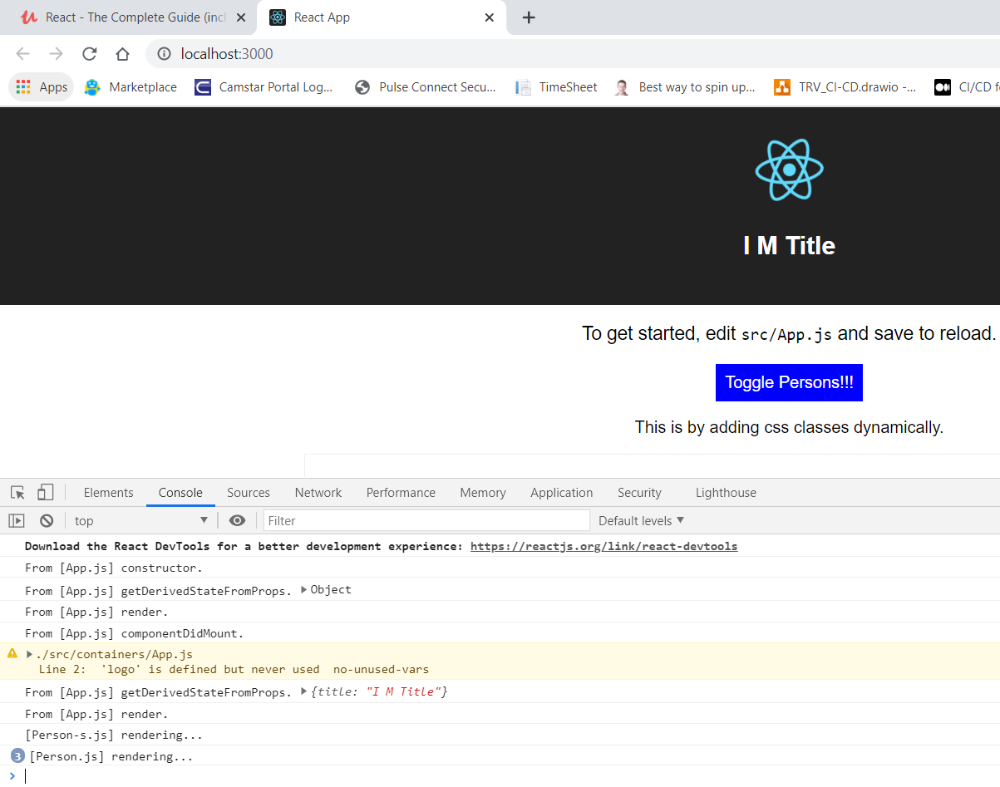 React - The Complete Guide (incl
React App
localhost:3000
Apps Marketplace Camstar Portal Log... Pulse Connect Secu... TimeSheet Best way to spin up... TRV_CI-CD.drawio -... CI/CD fo
I M Title
To get started, edit src/App.js and save to reload.
Toggle Persons!!!
This is by adding css classes dynamically.
Elements Console Sources Network Performance Memory Application Security Lighthouse
top Filter Default levels
Download the React DevTools for a better development experience: https://reactjs.org/link/react-devtools
From [App.js] constructor.
From [App.js] getDerivedStateFromProps. Object
From [App.js] render.
From [App.js] componentDidMount.
./src/containers/App.js
Line 2: 'logo' is defined but never used no-unused-vars
From [App.js] getDerivedStateFromProps. {title: "I M Title"}
From [App.js] render.
[Person-s.js] rendering...
3 [Person.js] rendering...